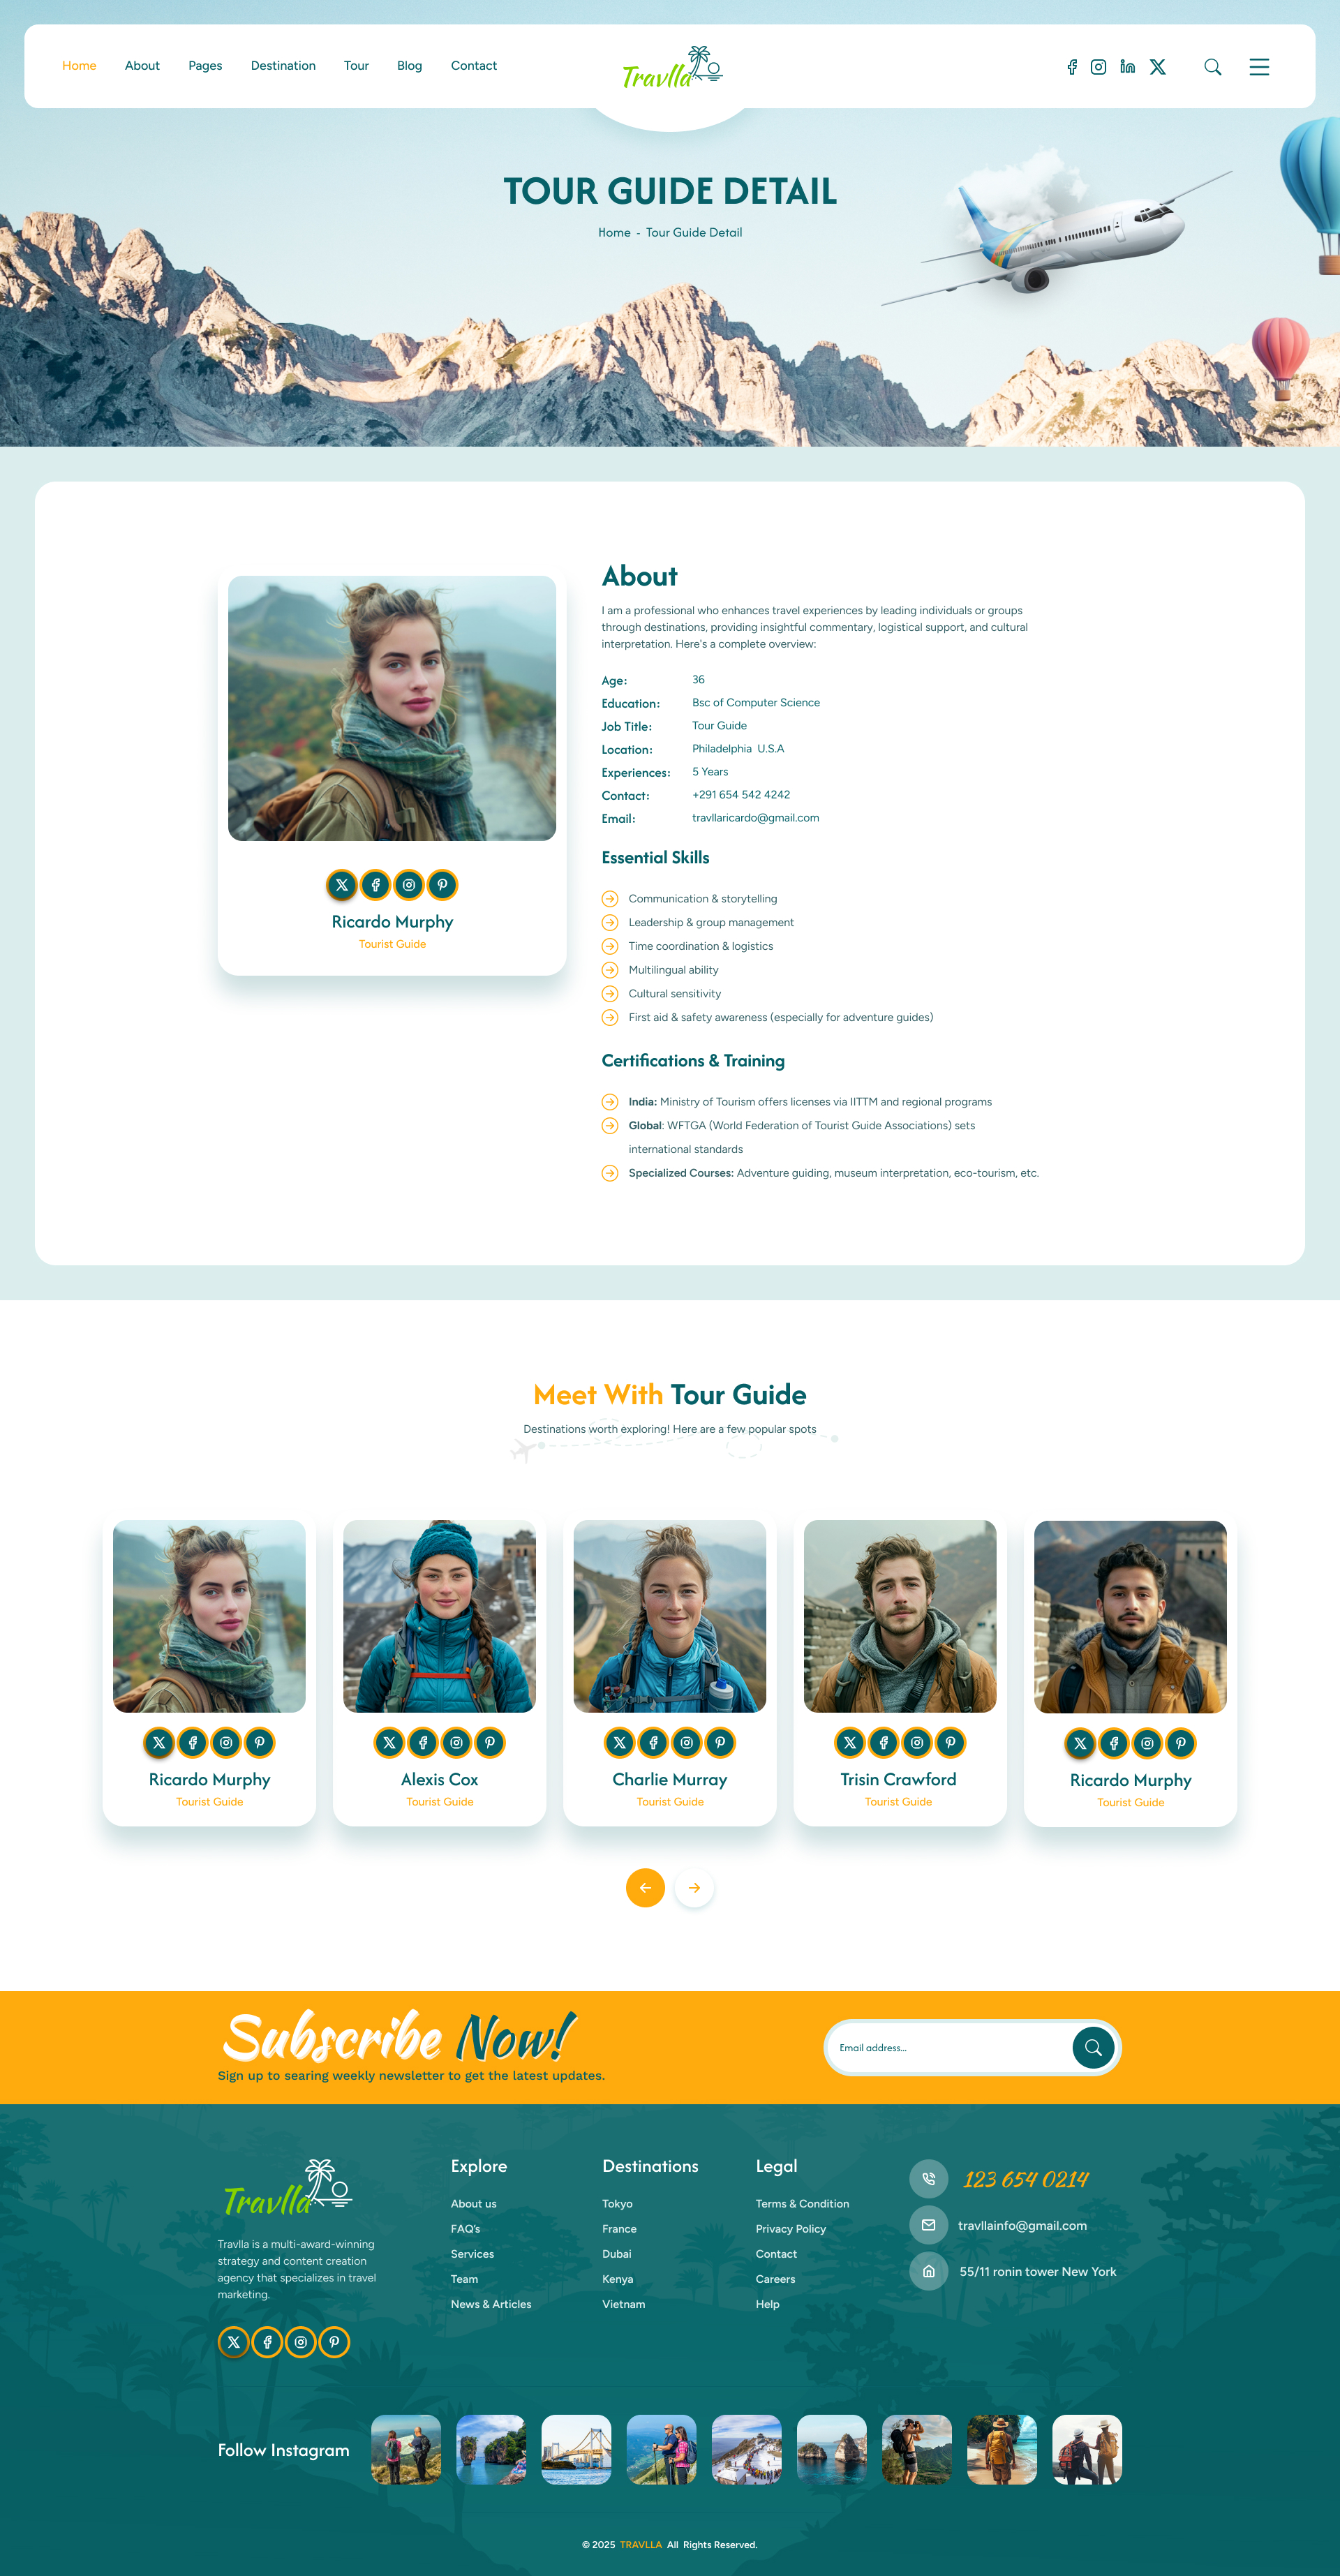 Home About Pages Destination Tour Blog Contact
Travlla
TOUR GUIDE DETAIL
Home - Tour Guide Detail
About
I am a professional who enhances travel experiences by leading individuals or groups
through destinations, providing insightful commentary, logistical support, and cultural
interpretation. Here's a complete overview:
Age: 36
Education: Bsc of Computer Science
Job Title: Tour Guide
Location: Philadelphia U.S.A
Experiences: 5 Years
Contact: +291 654 542 4242
Email: travllaricardo@gmail.com
Ricardo Murphy
Tourist Guide
Essential Skills
Communication & storytelling
Leadership & group management
Time coordination & logistics
Multilingual ability
Cultural sensitivity
First aid & safety awareness (especially for adventure guides)
Certifications & Training
India: Ministry of Tourism offers licenses via IITTM and regional programs
Global: WFTGA (World Federation of Tourist Guide Associations) sets
international standards
Specialized Courses: Adventure guiding, museum interpretation, eco-tourism, etc.
Meet With Tour Guide
Destinations worth exploring! Here are a few popular spots
Ricardo Murphy
Tourist Guide
Alexis Cox
Tourist Guide
Charlie Murray
Tourist Guide
Trisin Crawford
Tourist Guide
Ricardo Murphy
Tourist Guide
Subscribe Now!
Sign up to searing weekly newsletter to get the latest updates.
Email address...
Travlla
Travlla is a multi-award-winning
strategy and content creation
agency that specializes in travel
marketing.
Explore
About us
FAQ's
Services
Team
News & Articles
Destinations
Tokyo
France
Dubai
Kenya
Vietnam
Legal
Terms & Condition
Privacy Policy
Contact
Careers
Help
123 654 0214
travllainfo@gmail.com
55/11 ronin tower New York
Follow Instagram
© 2025 TRAVLLA All Rights Reserved.